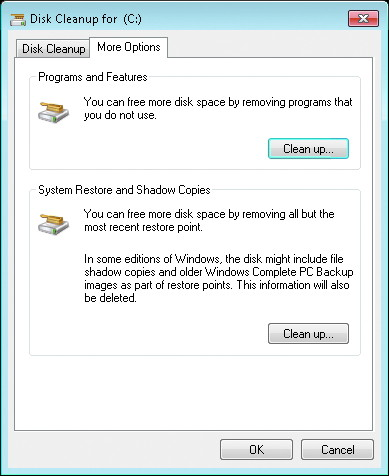 Disk Cleanup for (C:)
Disk Cleanup
More Options
Programs and Features
You can free more disk space by removing programs that
you do not use.
Clean up...
System Restore and Shadow Copies
You can free more disk space by removing all but the
most recent restore point.
In some editions of Windows, the disk might include file
shadow copies and older Windows Complete PC Backup
images as part of restore points. This information will also
be deleted.
Clean up...
OK
Cancel